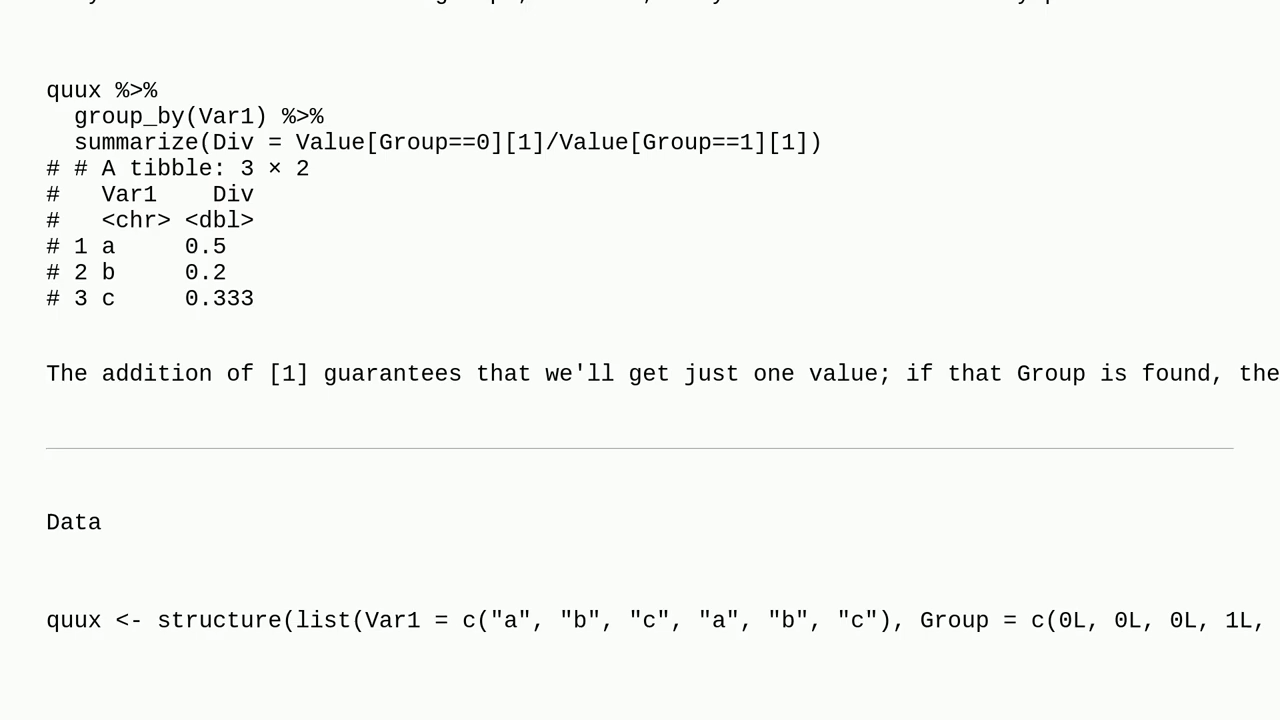 quux %>%
  group_by(Var1) %>%
  summarize(Div = Value[Group==0][1]/Value[Group==1][1])
# # A tibble: 3 × 2
#   Var1    Div
#   <chr> <dbl>
# 1 a     0.5
# 2 b     0.2
# 3 c     0.333
The addition of [1] guarantees that we'll get just one value; if that Group is found, the
Data
quux <- structure(list(Var1 = c("a", "b", "c", "a", "b", "c"), Group = c(0L, 0L, 0L, 1L,